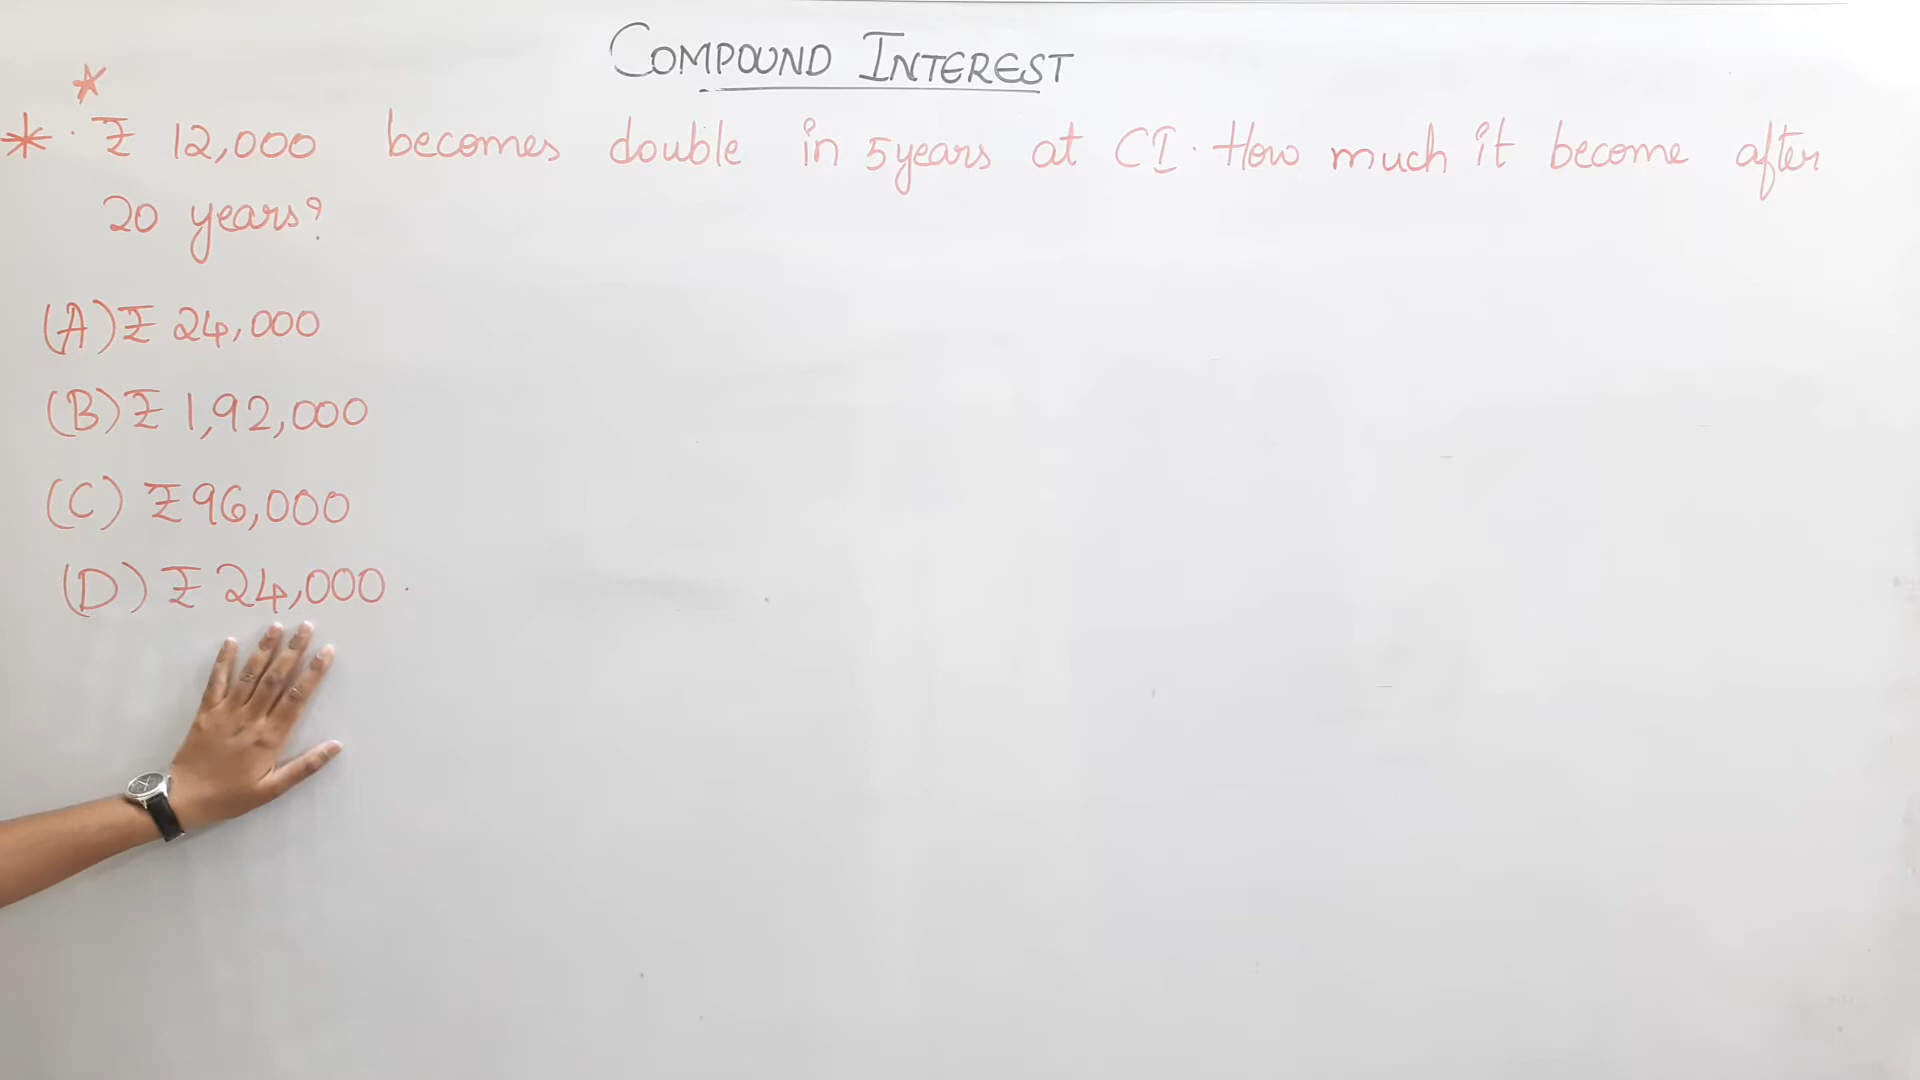 COMPOUND INTEREST
* · ₹ 12,000 becomes double in 5years at CI. How much it become after
20 years?
(A) ₹ 24,000
(B) ₹ 1,92,000
(C) ₹ 96,000
(D) ₹ 24,000.